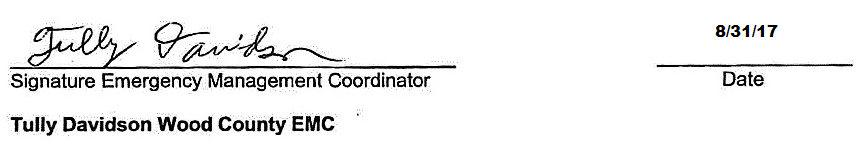 Tully Davidson 8/31/17
Signature Emergency Management Coordinator Date
Tully Davidson Wood County EMC